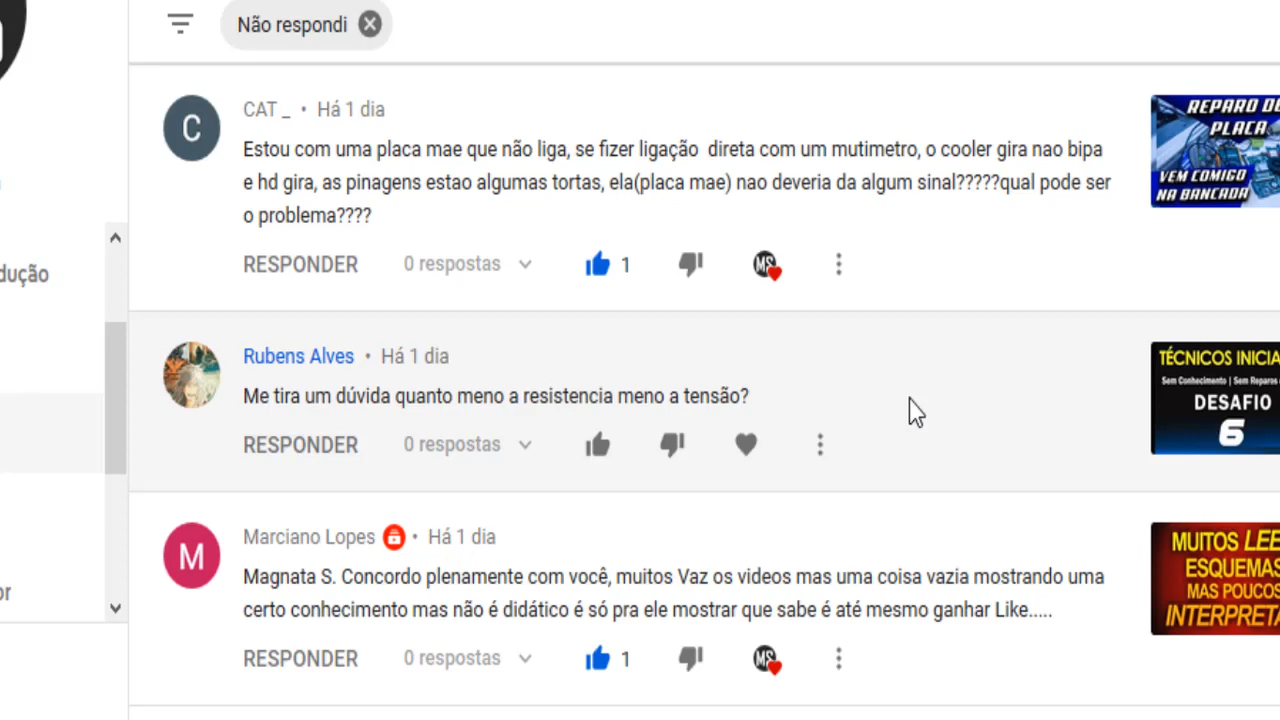 Não respondi
CAT _ • Há 1 dia
Estou com uma placa mae que não liga, se fizer ligação direta com um mutimetro, o cooler gira nao bipa
e hd gira, as pinagens estao algumas tortas, ela(placa mae) nao deveria da algum sinal?????qual pode ser
o problema????
RESPONDER 0 respostas 1
REPARO DE
PLACA
VEM COMIGO
NA BANCADA
dução
Rubens Alves • Há 1 dia
Me tira um dúvida quanto meno a resistencia meno a tensão?
RESPONDER 0 respostas
TÉCNICOS INICIA
Sem Conhecimento | Sem Reparos
DESAFIO
6
Marciano Lopes • Há 1 dia
Magnata S. Concordo plenamente com você, muitos Vaz os videos mas uma coisa vazia mostrando uma
certo conhecimento mas não é didático é só pra ele mostrar que sabe é até mesmo ganhar Like.....
RESPONDER 0 respostas 1
MUITOS LEE
ESQUEMAS
MAS POUCOS
INTERPRETA
or